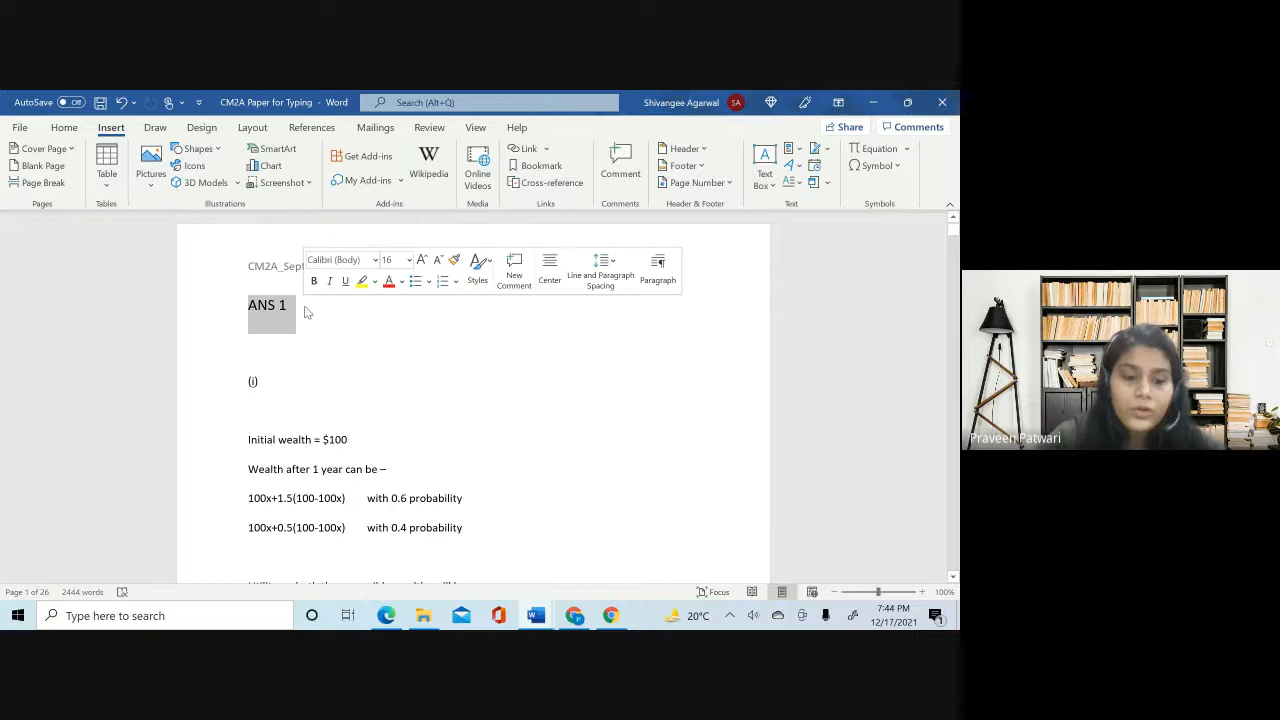 AutoSave Off
CM2A Paper for Typing - Word
Search (Alt+Q)
Shivangee Agarwal SA
File Home Insert Draw Design Layout References Mailings Review View Help
Share Comments
Cover Page
Blank Page
Page Break
Pages
Table
Tables
Pictures
Shapes
Icons
3D Models
SmartArt
Chart
Screenshot
Illustrations
Get Add-ins
My Add-ins
Wikipedia
Add-ins
Online Videos
Media
Link
Bookmark
Cross-reference
Links
Comment
Comments
Header
Footer
Page Number
Header & Footer
Text Box
Text
Equation
Symbol
Symbols
CM2A_Sept
Calibri (Body) 16
B I U
Styles
New Comment
Center
Line and Paragraph Spacing
Paragraph
ANS 1
(i)
Initial wealth = $100
Wealth after 1 year can be –
100x+1.5(100-100x) with 0.6 probability
100x+0.5(100-100x) with 0.4 probability
Praveen Patwari
Page 1 of 26 2444 words
Focus
100%
Type here to search
20°C
7:44 PM
12/17/2021